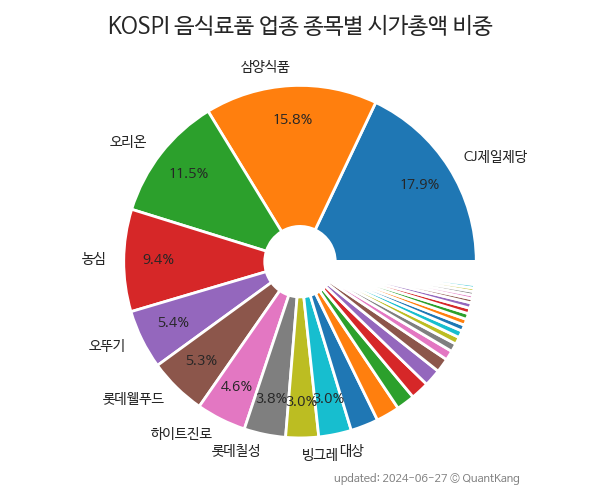 KOSPI 음식료품 업종 종목별 시가총액 비중
삼양식품
15.8%
오리온
11.5%
CJ제일제당
17.9%
농심
9.4%
오뚜기
5.4%
롯데웰푸드
5.3%
하이트진로
4.6%
롯데칠성
3.8%
빙그레
3.0%
대상
3.0%
updated: 2024-06-27 © QuantKang